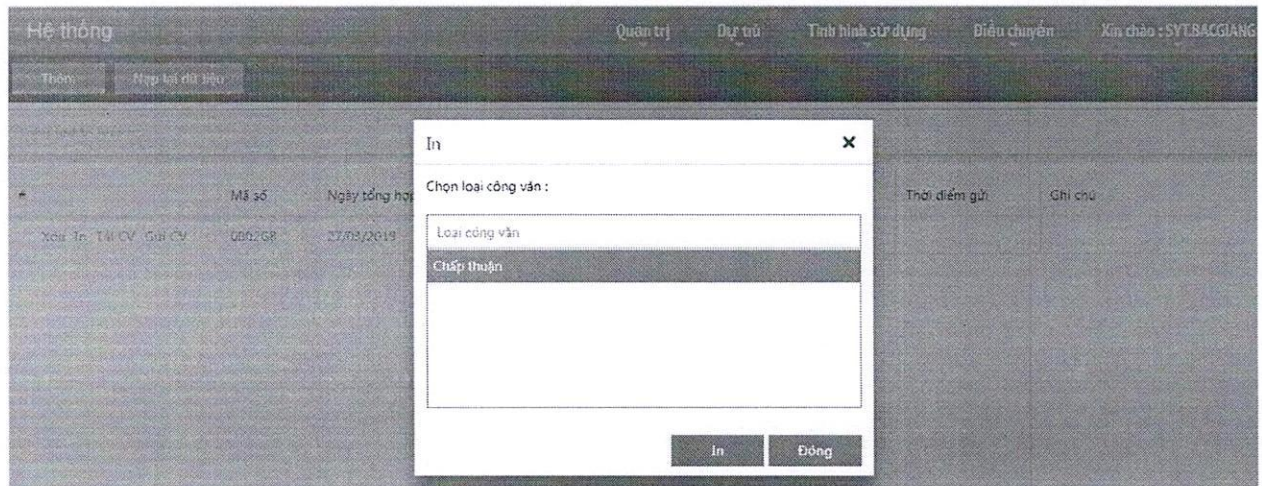 Hệ thống Quản trị Dự trù Tình hình sử dụng Điều chuyển Xin chào : SYT.BACGIANG
Thêm Nạp lại dữ liệu
In ×
Chọn loại công văn :
Mã số Ngày tổng hợp Thời điểm gửi Ghi chú
Loại công văn
Xóa In Tải CV Gửi CV 27/03/2019
Chấp thuận
In Đóng